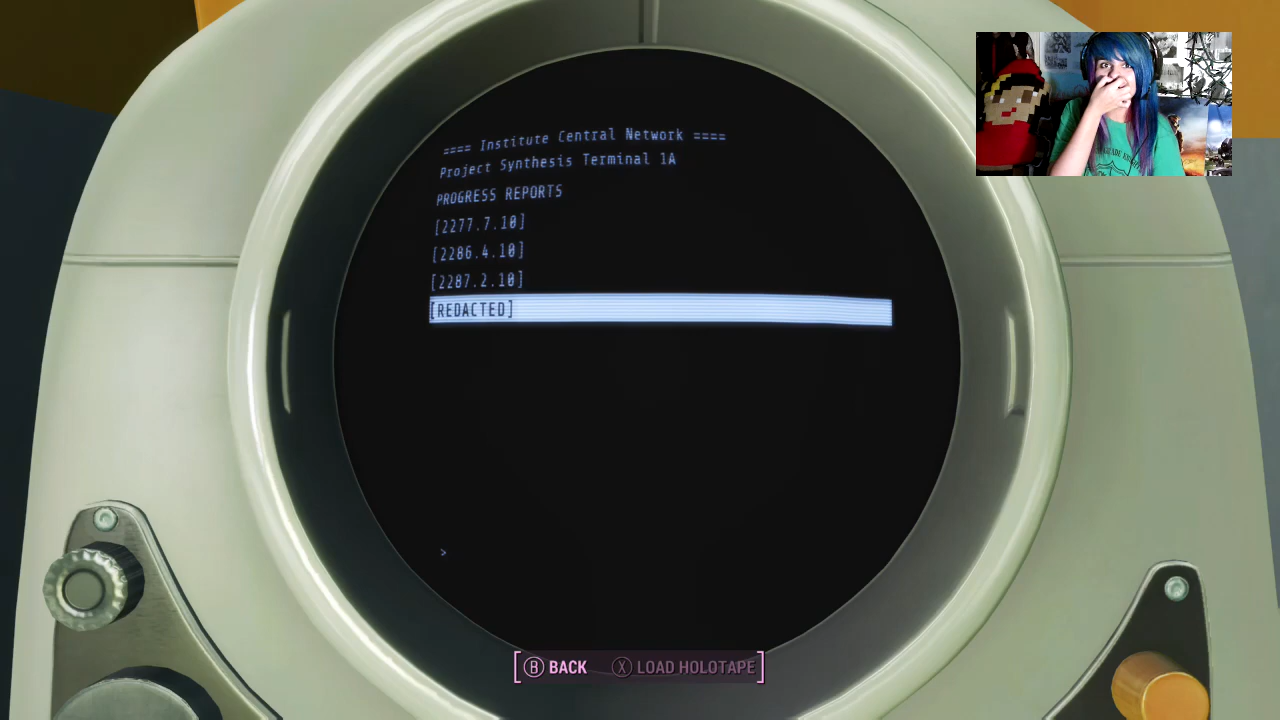 ==== Institute Central Network ====
Project Synthesis Terminal 1A
PROGRESS REPORTS
[2277.7.10]
[2286.4.10]
[2287.2.10]
[REDACTED]
>
[Ⓑ BACK Ⓧ LOAD HOLOTAPE]